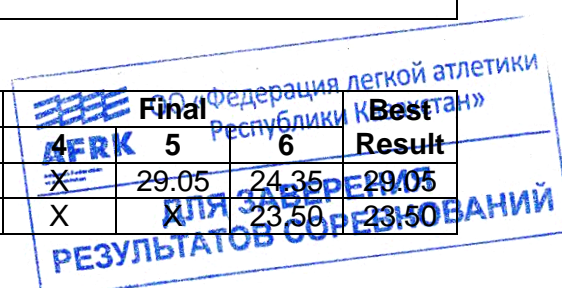 ОО «Федерация легкой атлетики
Республики Казахстан»
AFRK
Final Best
4 5 6 Result
X 29.05 24.35 29.05
X X 23.50 23.50
ДЛЯ ЗАВЕРЕНИЯ
РЕЗУЛЬТАТОВ СОРЕВНОВАНИЙ